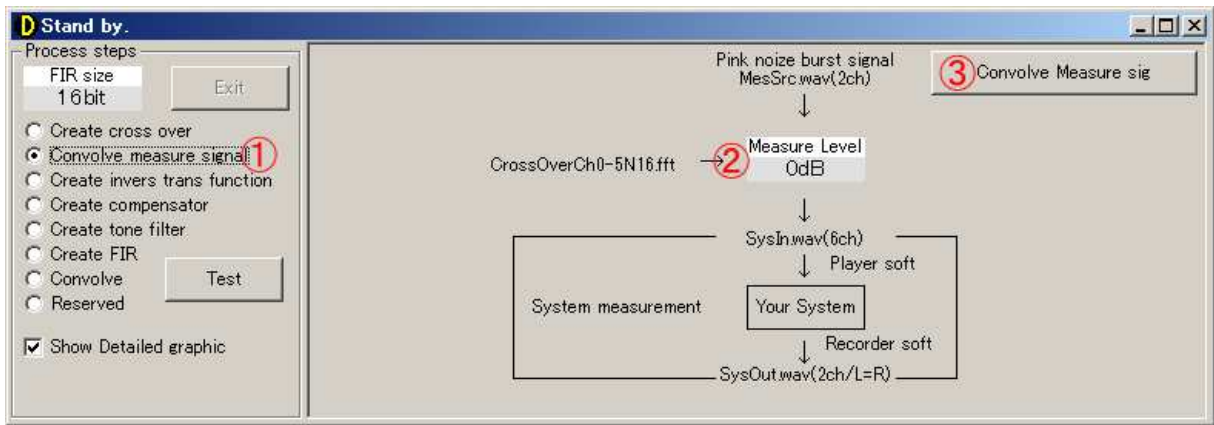 D Stand by.
Process steps
FIR size
16bit
Exit
Create cross over
Convolve measure signal ①
Create invers trans function
Create compensator
Create tone filter
Create FIR
Convolve
Reserved
Test
Show Detailed graphic
Pink noize burst signal
MesSrc.wav(2ch)
③ Convolve Measure sig
↓
CrossOverCh0-5N16.fft → ② Measure Level
0dB
↓
SysIn.wav(6ch)
↓ Player soft
System measurement
Your System
↓ Recorder soft
SysOut.wav(2ch/L=R)